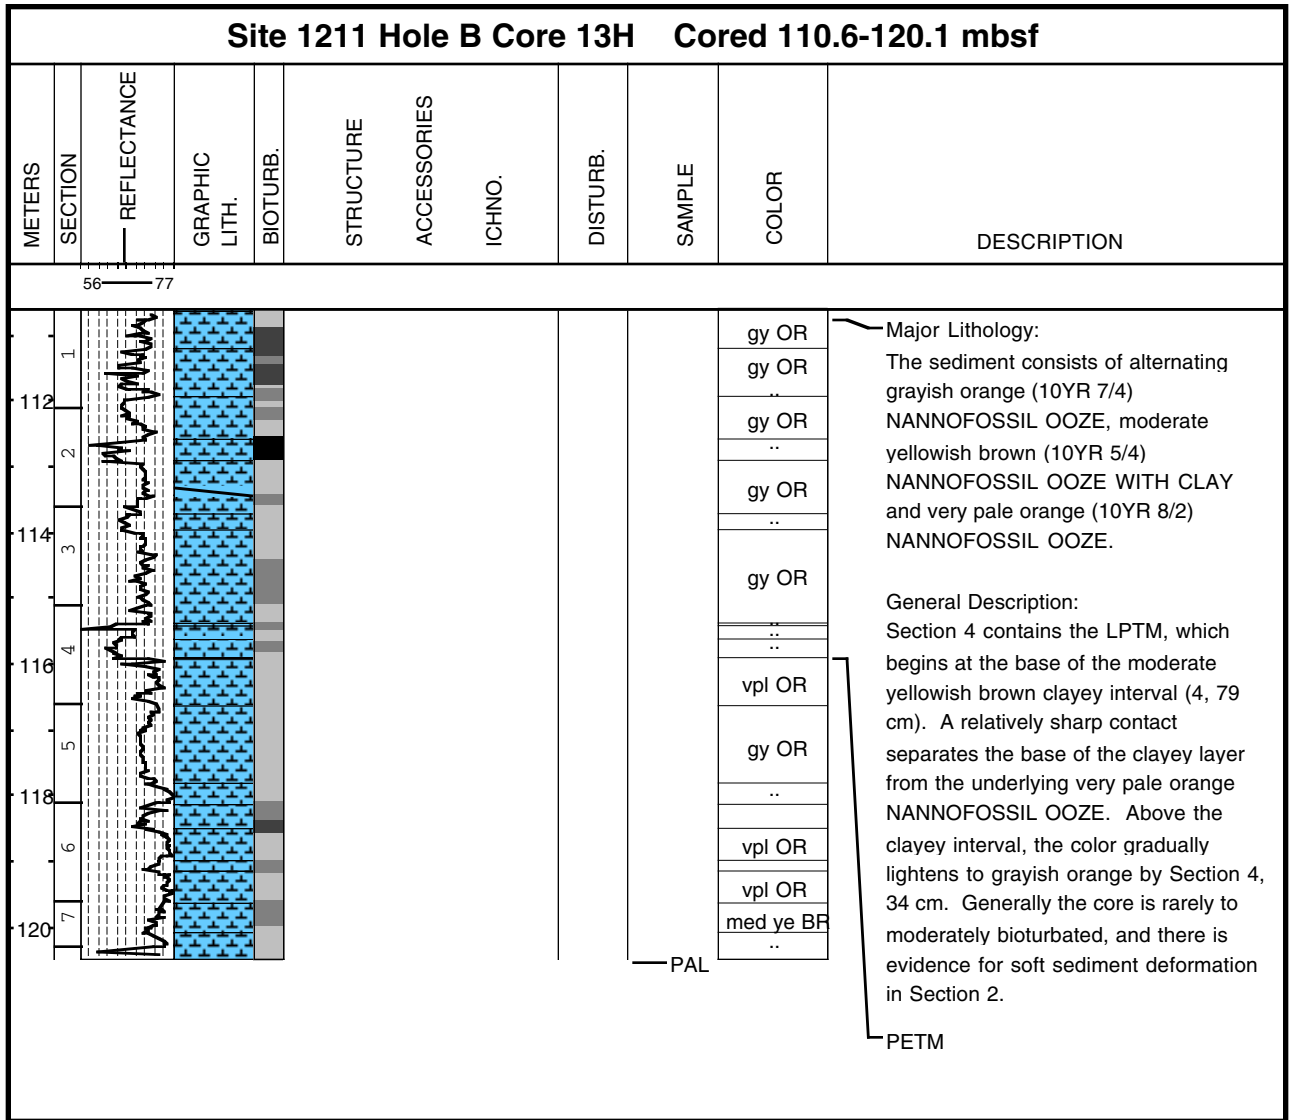 Site 1211 Hole B Core 13H Cored 110.6-120.1 mbsf
METERS
SECTION
REFLECTANCE
GRAPHIC
LITH.
BIOTURB.
STRUCTURE
ACCESSORIES
ICHNO.
DISTURB.
SAMPLE
COLOR
DESCRIPTION
56 77
1
112
2
114
3
4
116
5
118
6
7
120
gy OR
gy OR
..
gy OR
..
gy OR
..
gy OR
..
..
..
vpl OR
gy OR
..
vpl OR
vpl OR
med ye BR
..
PAL
Major Lithology:
The sediment consists of alternating
grayish orange (10YR 7/4)
NANNOFOSSIL OOZE, moderate
yellowish brown (10YR 5/4)
NANNOFOSSIL OOZE WITH CLAY
and very pale orange (10YR 8/2)
NANNOFOSSIL OOZE.
General Description:
Section 4 contains the LPTM, which
begins at the base of the moderate
yellowish brown clayey interval (4, 79
cm). A relatively sharp contact
separates the base of the clayey layer
from the underlying very pale orange
NANNOFOSSIL OOZE. Above the
clayey interval, the color gradually
lightens to grayish orange by Section 4,
34 cm. Generally the core is rarely to
moderately bioturbated, and there is
evidence for soft sediment deformation
in Section 2.
PETM